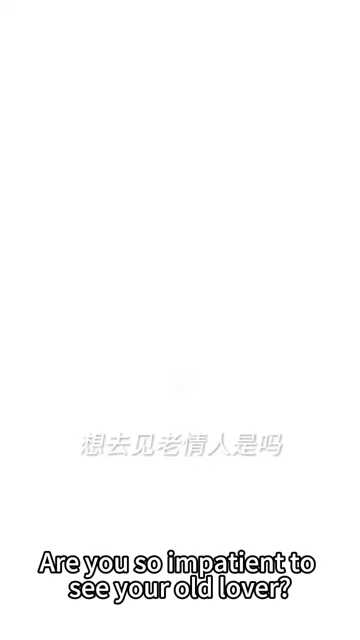 想去见老情人是吗
Are you so impatient to
see your old lover?